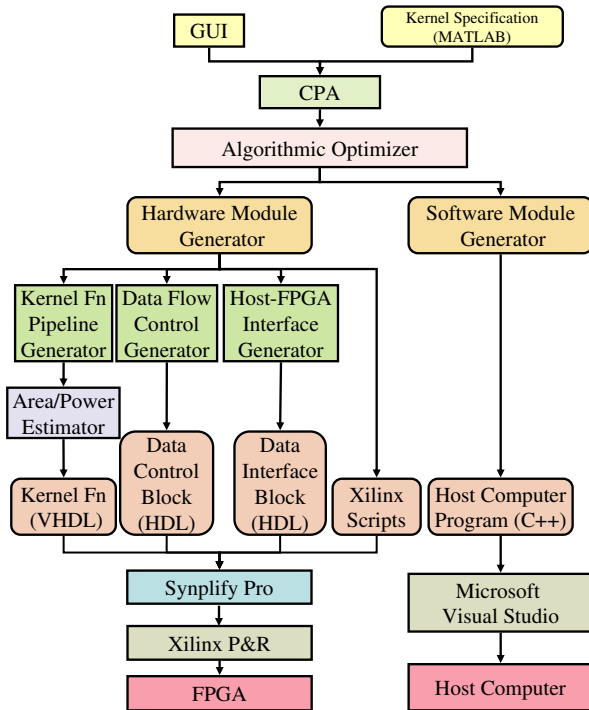 GUI
Kernel Specification
(MATLAB)
CPA
Algorithmic Optimizer
Hardware Module
Generator
Software Module
Generator
Kernel Fn
Pipeline
Generator
Data Flow
Control
Generator
Host-FPGA
Interface
Generator
Area/Power
Estimator
Kernel Fn
(VHDL)
Data
Control
Block
(HDL)
Data
Interface
Block
(HDL)
Xilinx
Scripts
Host Computer
Program (C++)
Synplify Pro
Microsoft
Visual Studio
Xilinx P&R
FPGA
Host Computer